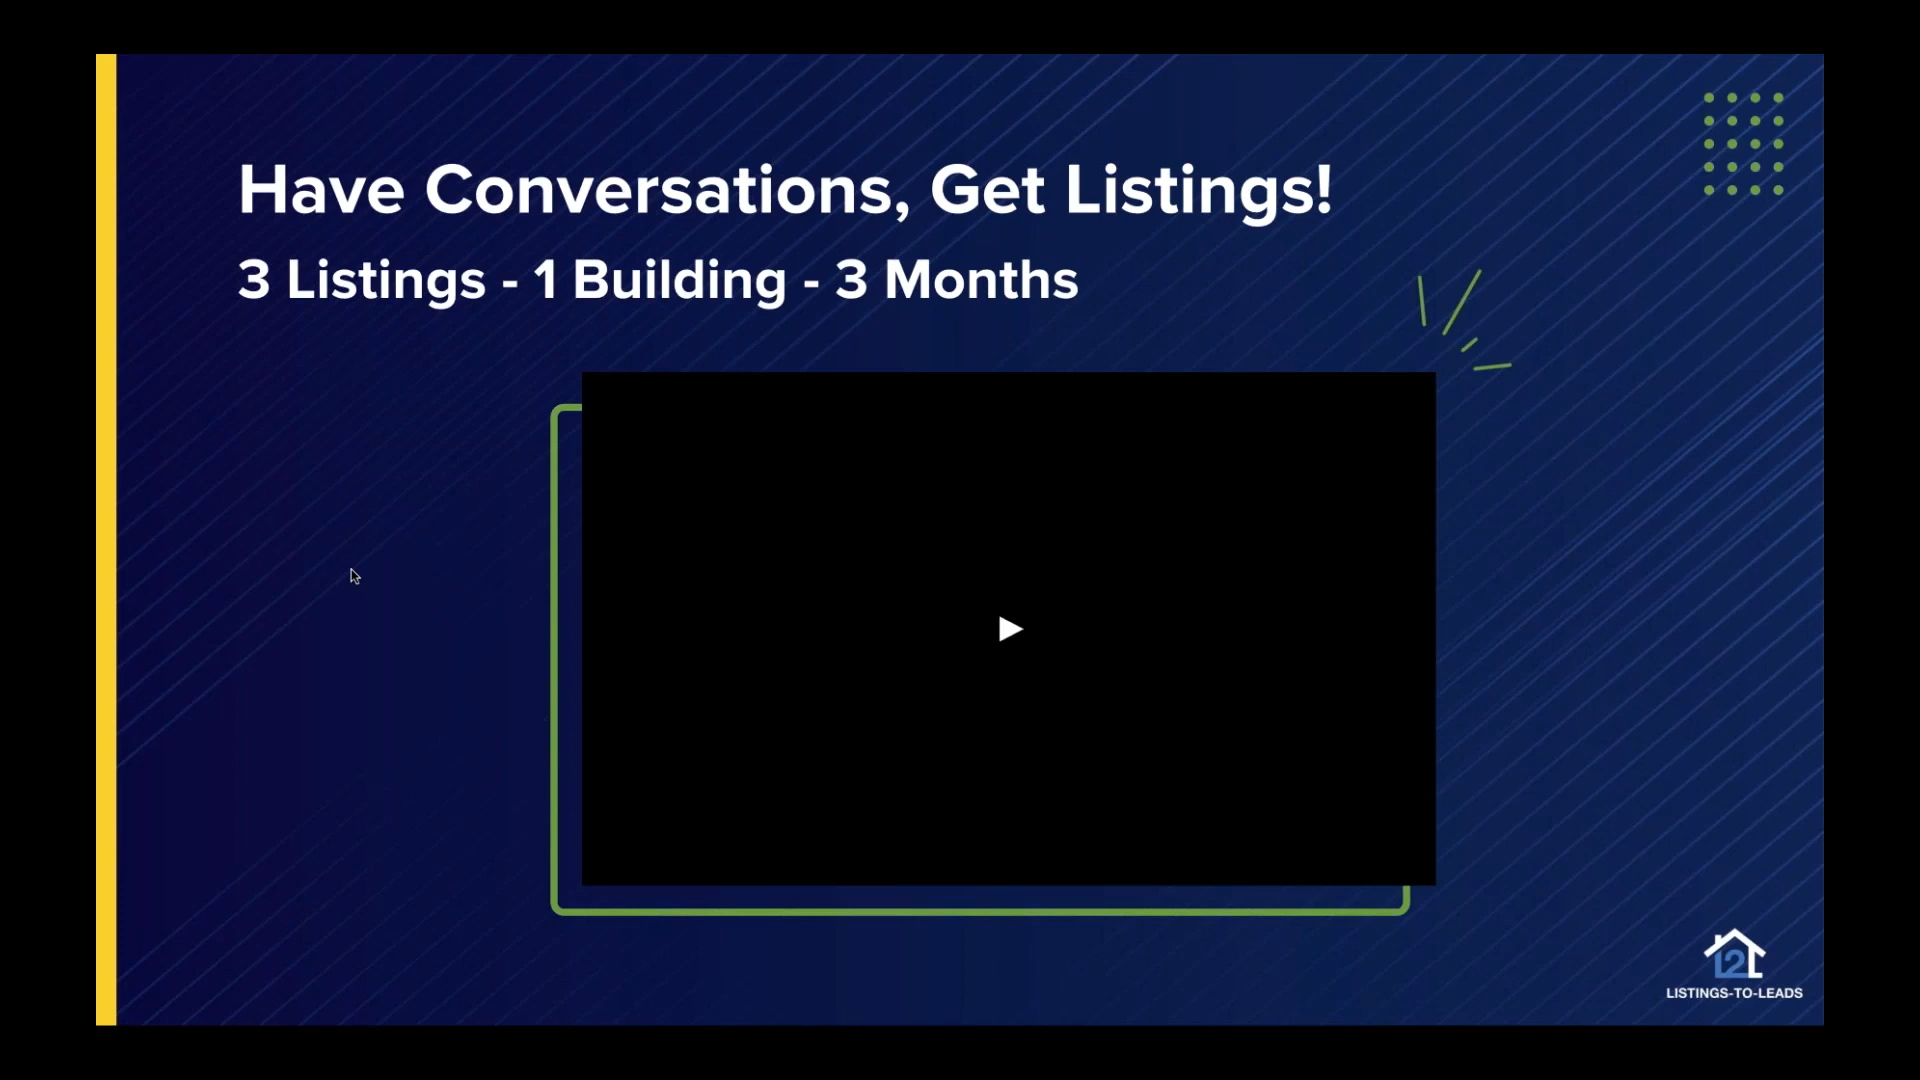 Have Conversations, Get Listings!
3 Listings - 1 Building - 3 Months
L2L
LISTINGS-TO-LEADS